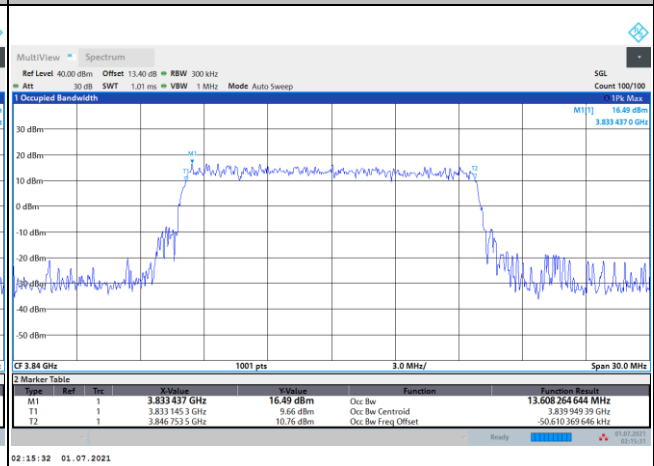 MultiView Spectrum
Ref Level 40.00 dBm Offset 13.40 dB RBW 300 kHz SGL
Att 30 dB SWT 1.01 ms VBW 1 MHz Mode Auto Sweep Count 100/100
1 Occupied Bandwidth 1Pk Max
M1[1] 16.49 dBm
3.833 437 0 GHz
30 dBm
20 dBm
M1
T1
T2
10 dBm
0 dBm
-10 dBm
-20 dBm
-30 dBm
-40 dBm
-50 dBm
CF 3.84 GHz 1001 pts 3.0 MHz/ Span 30.0 MHz
2 Marker Table
Type Ref Trc X-Value Y-Value Function Function Result
M1 1 3.833 437 GHz 16.49 dBm Occ Bw 13.608 264 644 MHz
T1 1 3.833 145 3 GHz 9.66 dBm Occ Bw Centroid 3.839 949 39 GHz
T2 1 3.846 753 5 GHz 10.76 dBm Occ Bw Freq Offset -50.610 369 646 kHz
Ready 01.07.2021
02:15:31
02:15:32 01.07.2021